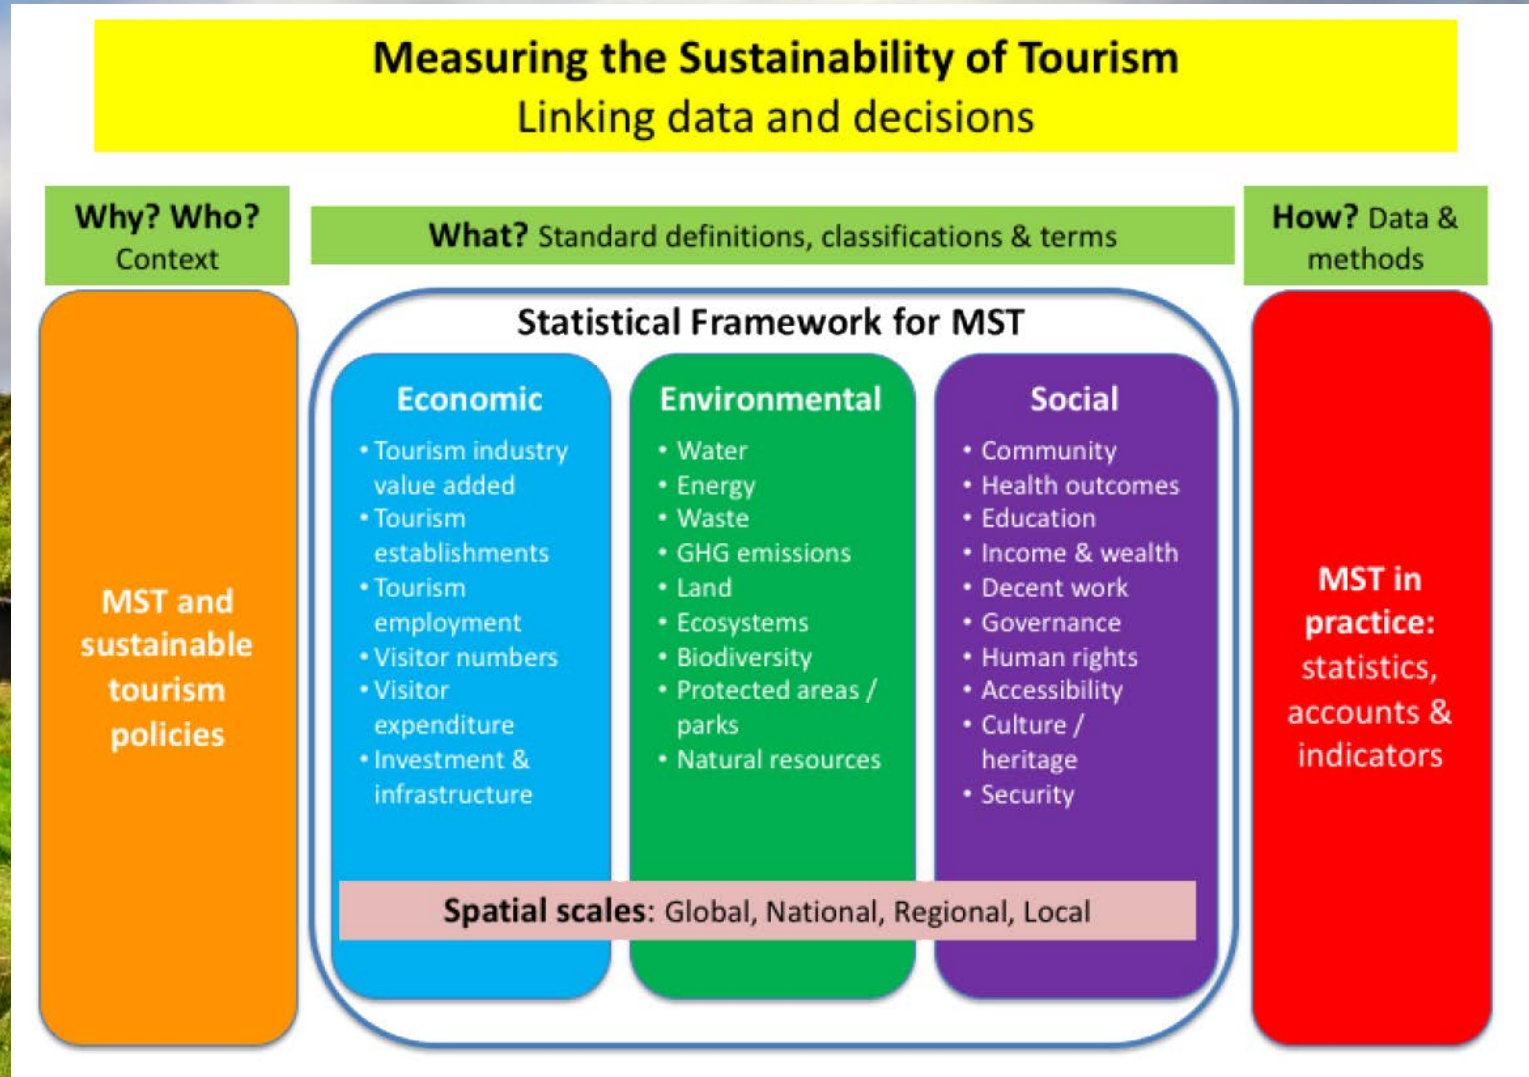 Measuring the Sustainability of Tourism
Linking data and decisions
Why? Who?
Context
What? Standard definitions, classifications & terms
How? Data &
methods
MST and
sustainable
tourism
policies
Statistical Framework for MST
Economic
• Tourism industry
value added
• Tourism
establishments
• Tourism
employment
• Visitor numbers
• Visitor
expenditure
• Investment &
infrastructure
Environmental
• Water
• Energy
• Waste
• GHG emissions
• Land
• Ecosystems
• Biodiversity
• Protected areas /
parks
• Natural resources
Social
• Community
• Health outcomes
• Education
• Income & wealth
• Decent work
• Governance
• Human rights
• Accessibility
• Culture /
heritage
• Security
Spatial scales: Global, National, Regional, Local
MST in
practice:
statistics,
accounts &
indicators